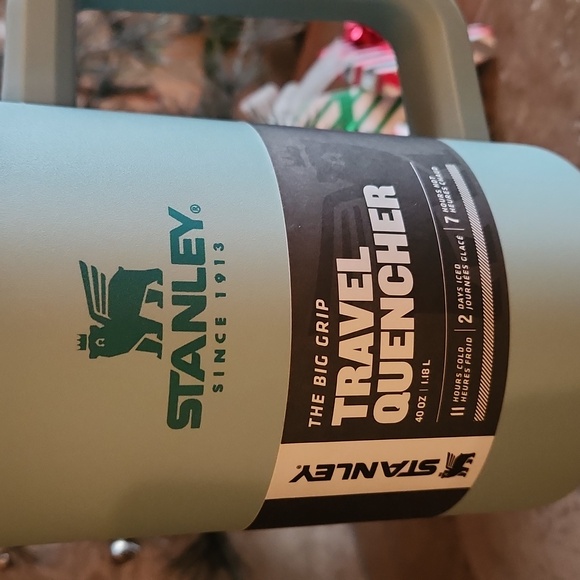 STANLEY®
SINCE 1913
THE BIG GRIP
TRAVEL
QUENCHER
40 OZ | 1.18 L
11 HOURS COLD
HEURES FROID
2 DAYS ICED
JOURNÉES GLACÉ
7 HOURS HOT
HEURES CHAUD
STANLEY.